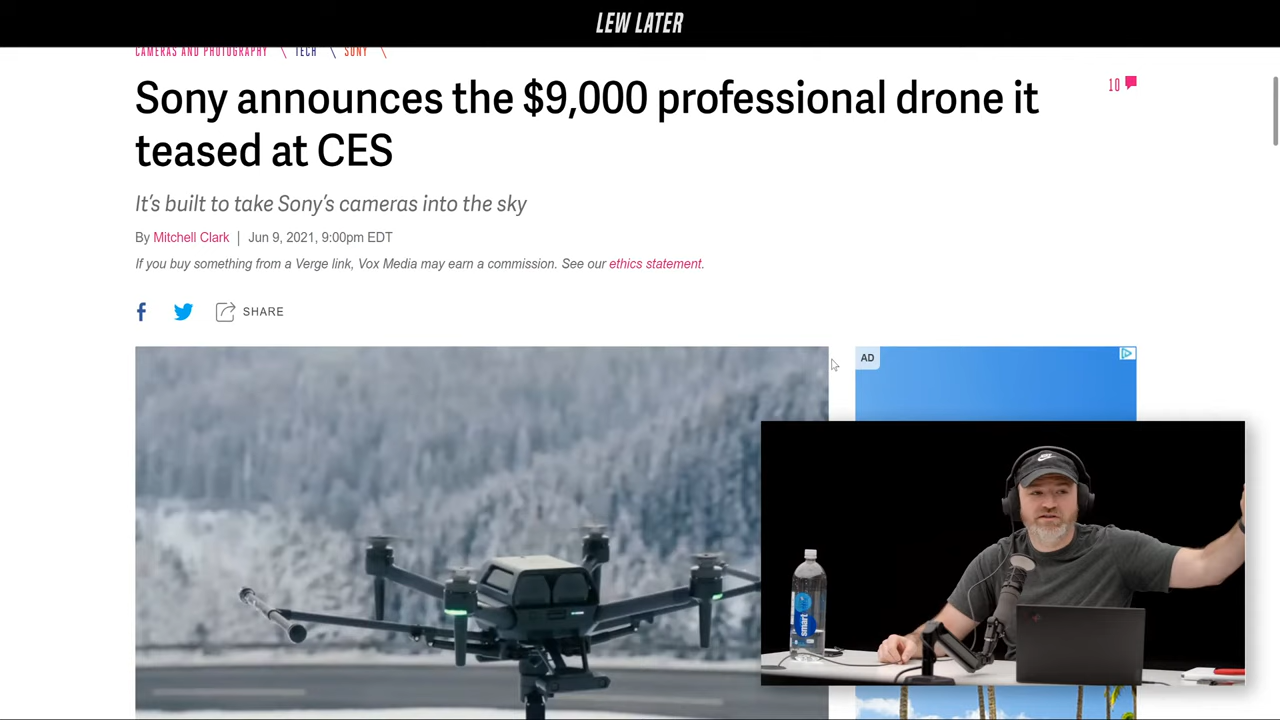 LEW LATER
CAMERAS AND PHOTOGRAPHY \ TECH \ SONY \
Sony announces the $9,000 professional drone it
teased at CES
10
It's built to take Sony's cameras into the sky
By Mitchell Clark | Jun 9, 2021, 9:00pm EDT
If you buy something from a Verge link, Vox Media may earn a commission. See our ethics statement.
SHARE
AD
smart